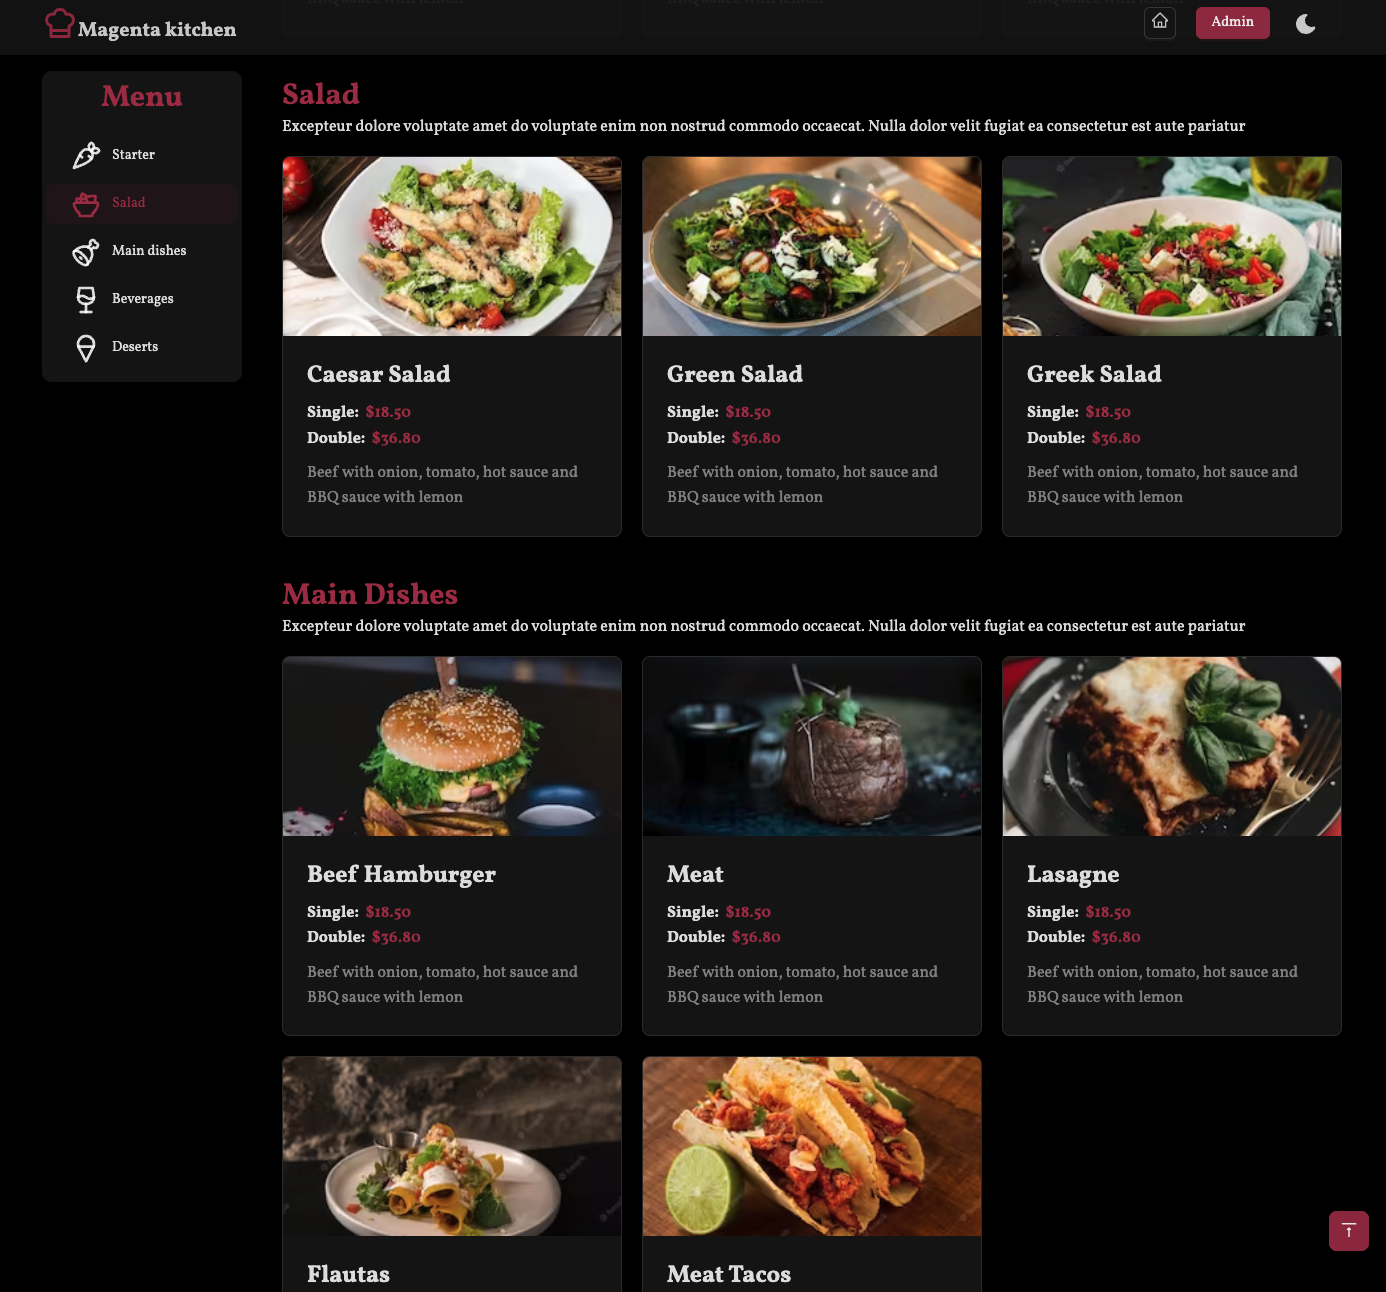 Magenta kitchen
Admin
Menu
Starter
Salad
Main dishes
Beverages
Deserts
Salad
Excepteur dolore voluptate amet do voluptate enim non nostrud commodo occaecat. Nulla dolor velit fugiat ea consectetur est aute pariatur
Caesar Salad
Single: $18.50
Double: $36.80
Beef with onion, tomato, hot sauce and
BBQ sauce with lemon
Green Salad
Single: $18.50
Double: $36.80
Beef with onion, tomato, hot sauce and
BBQ sauce with lemon
Greek Salad
Single: $18.50
Double: $36.80
Beef with onion, tomato, hot sauce and
BBQ sauce with lemon
Main Dishes
Excepteur dolore voluptate amet do voluptate enim non nostrud commodo occaecat. Nulla dolor velit fugiat ea consectetur est aute pariatur
Beef Hamburger
Single: $18.50
Double: $36.80
Beef with onion, tomato, hot sauce and
BBQ sauce with lemon
Meat
Single: $18.50
Double: $36.80
Beef with onion, tomato, hot sauce and
BBQ sauce with lemon
Lasagne
Single: $18.50
Double: $36.80
Beef with onion, tomato, hot sauce and
BBQ sauce with lemon
Flautas
Meat Tacos